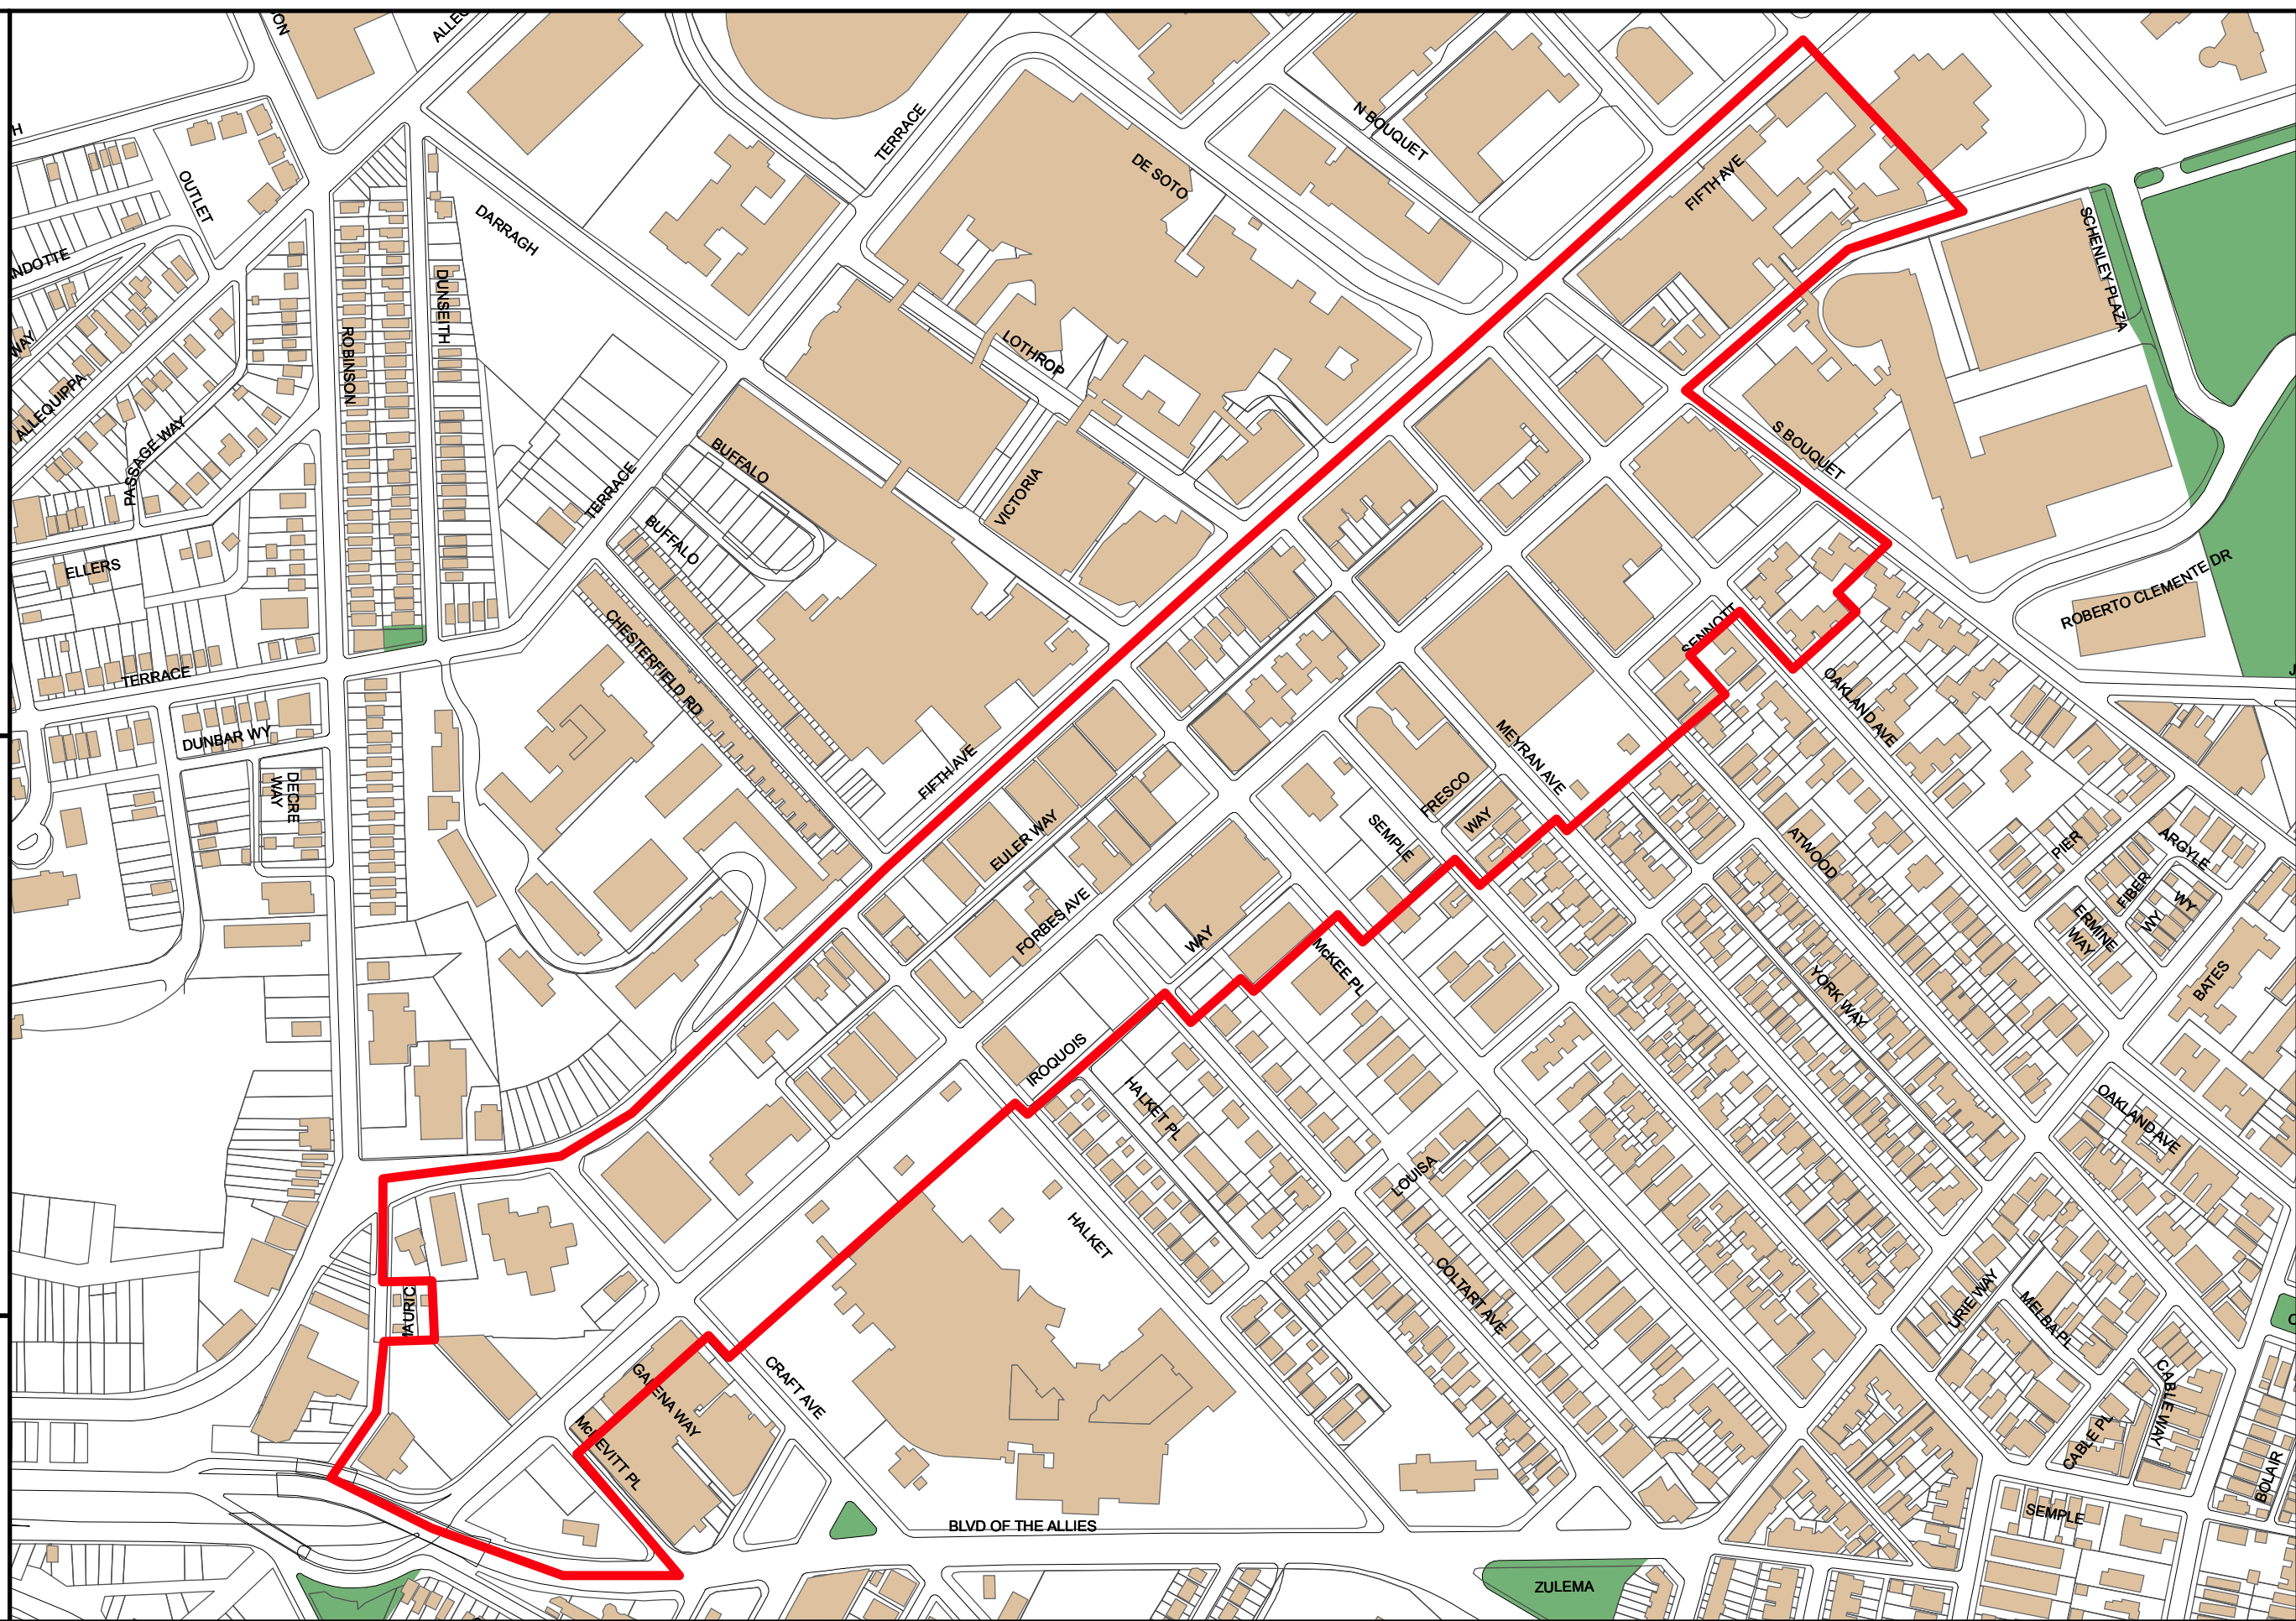 ALLEQ
N BOUQUET
TERRACE
DE SOTO
FIFTH AVE
OUTLET
DARRAGH
SCHENLEY PLAZA
NDOTTE
DUNSEITH
WAY
ROBINSON
LOTHROP
ALLEQUIPPA
PASSAGE WAY
BUFFALO
S BOUQUET
TERRACE
VICTORIA
BUFFALO
ELLERS
ROBERTO CLEMENTE DR
CHESTERFIELD RD
SENNOTT
TERRACE
OAKLAND AVE
DUNBAR WY
MEYRAN AVE
FIFTH AVE
DECRE
WAY
FRESCO
WAY
EULER WAY
SEMPLE
ATWOOD
PIER
ARGYLE
WY
FIBER
WY
ERMINE
WAY
FORBES AVE
WAY
McKEE PL
YORK WAY
BATES
IROQUOIS
HALKET PL
OAKLAND AVE
LOUISA
HALKET
COLTART AVE
URIE WAY
MELBA PL
CRAFT AVE
GALENA WAY
CABLE WAY
CABLE PL
BOLAIR
BLVD OF THE ALLIES
SEMPLE
ZULEMA